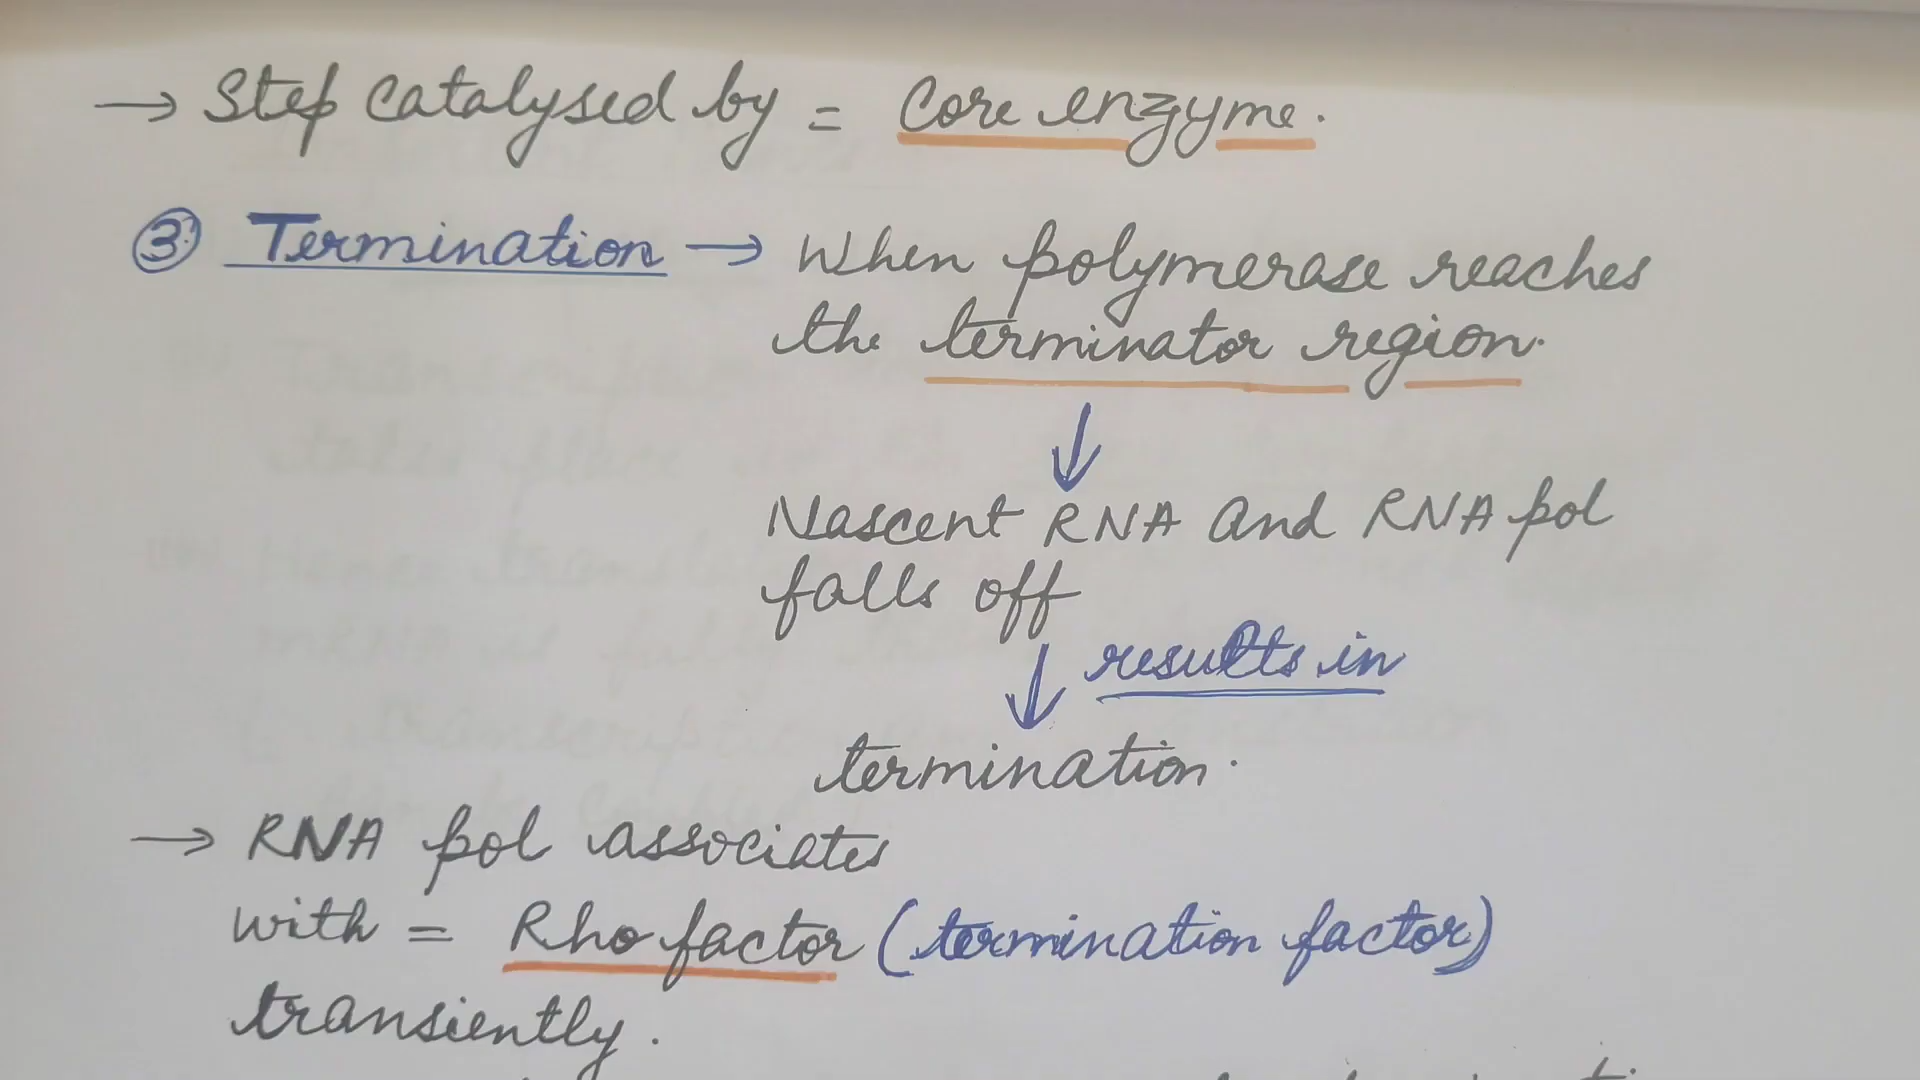 → Step catalysed by = Core enzyme.
③ Termination → When polymerase reaches
the terminator region.
↓
Nascent RNA and RNA pol
falls off
↓ results in
termination.
→ RNA pol associates
with = Rho factor (termination factor)
transiently.